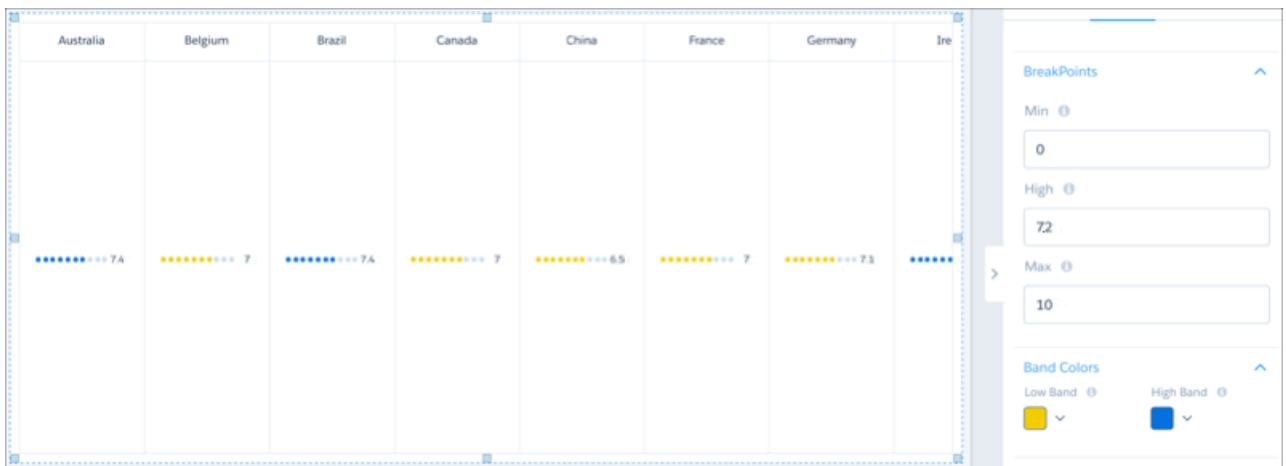 Australia Belgium Brazil Canada China France Germany Ire
7.4 7 7.4 7 6.5 7 7.1
BreakPoints
Min
0
High
7.2
Max
10
Band Colors
Low Band High Band